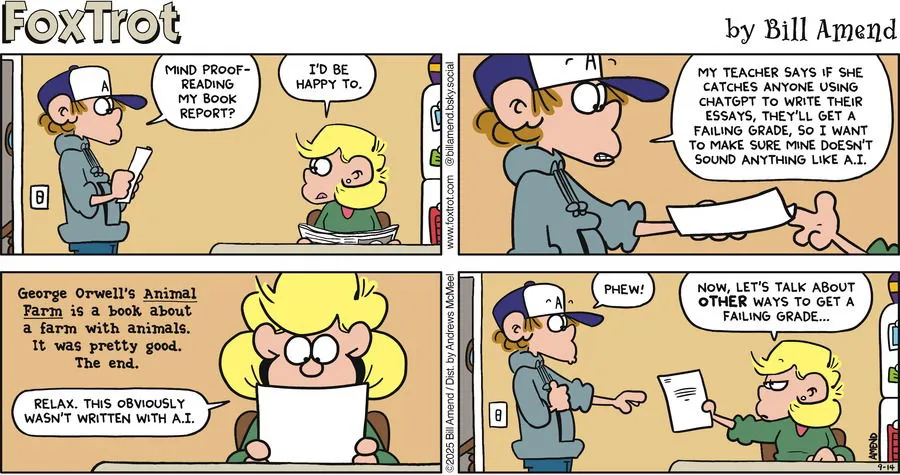 FoxTrot
by Bill Amend
MIND PROOF-
READING
MY BOOK
REPORT?
I'D BE
HAPPY TO.
A
www.foxtrot.com @billamend.bsky.social
MY TEACHER SAYS IF SHE
CATCHES ANYONE USING
CHATGPT TO WRITE THEIR
ESSAYS, THEY'LL GET A
FAILING GRADE, SO I WANT
TO MAKE SURE MINE DOESN'T
SOUND ANYTHING LIKE A.I.
A
George Orwell's Animal
Farm is a book about
a farm with animals.
It was pretty good.
The end.
RELAX. THIS OBVIOUSLY
WASN'T WRITTEN WITH A.I.
©2025 Bill Amend / Dist. by Andrews McMeel
PHEW!
A
NOW, LET'S TALK ABOUT
OTHER WAYS TO GET A
FAILING GRADE...
AMEND
9-14